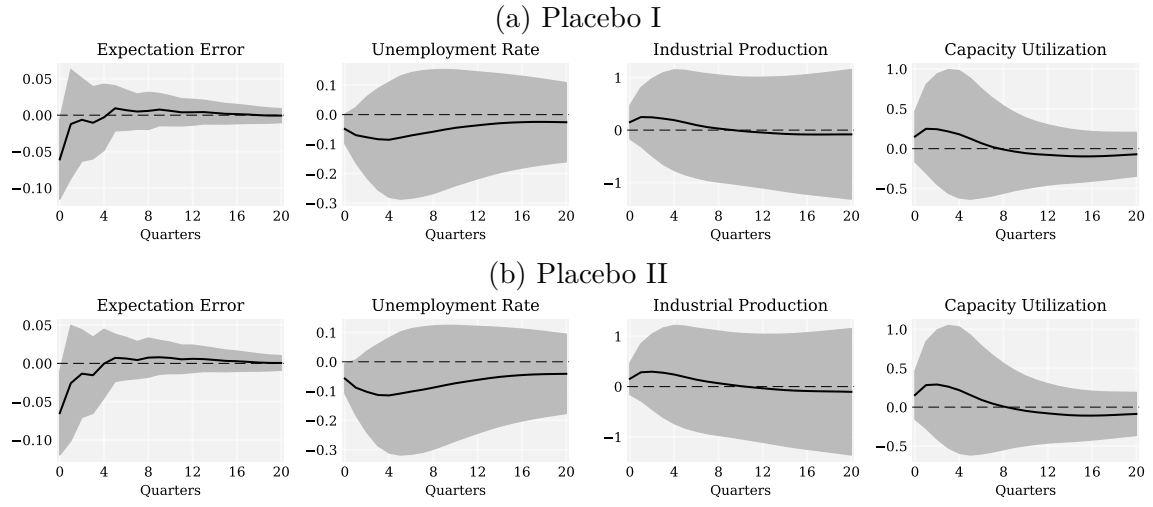 (a) Placebo I
Expectation Error Unemployment Rate Industrial Production Capacity Utilization
0.05 0.00 −0.05 −0.10
0.1 0.0 −0.1 −0.2 −0.3
1 0 −1
1.0 0.5 0.0 −0.5
0 4 8 12 16 20 0 4 8 12 16 20 0 4 8 12 16 20 0 4 8 12 16 20
Quarters Quarters Quarters Quarters
(b) Placebo II
Expectation Error Unemployment Rate Industrial Production Capacity Utilization
0.05 0.00 −0.05 −0.10
0.1 0.0 −0.1 −0.2 −0.3
1 0 −1
1.0 0.5 0.0 −0.5
0 4 8 12 16 20 0 4 8 12 16 20 0 4 8 12 16 20 0 4 8 12 16 20
Quarters Quarters Quarters Quarters